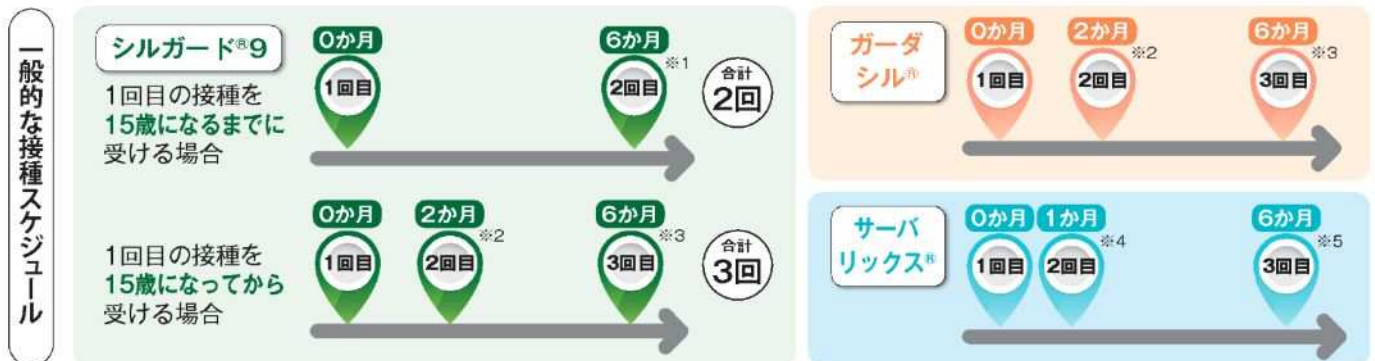 一般的な接種スケジュール
シルガード®9
1回目の接種を
15歳になるまでに
受ける場合
0か月
1回目
6か月
※1
2回目
合計
2回
1回目の接種を
15歳になってから
受ける場合
0か月
1回目
2か月
※2
2回目
6か月
※3
3回目
合計
3回
ガーダ
シル®
0か月
1回目
2か月
※2
2回目
6か月
※3
3回目
サーバ
リックス®
0か月
1回目
1か月
※4
2回目
6か月
※5
3回目